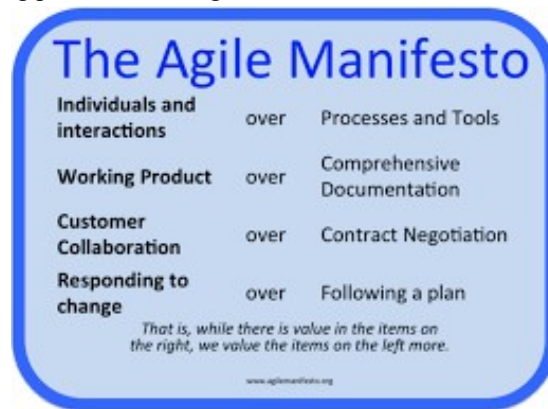 The Agile Manifesto
Individuals and interactions over Processes and Tools
Working Product over Comprehensive Documentation
Customer Collaboration over Contract Negotiation
Responding to change over Following a plan
That is, while there is value in the items on
the right, we value the items on the left more.
www.agilemanifesto.org